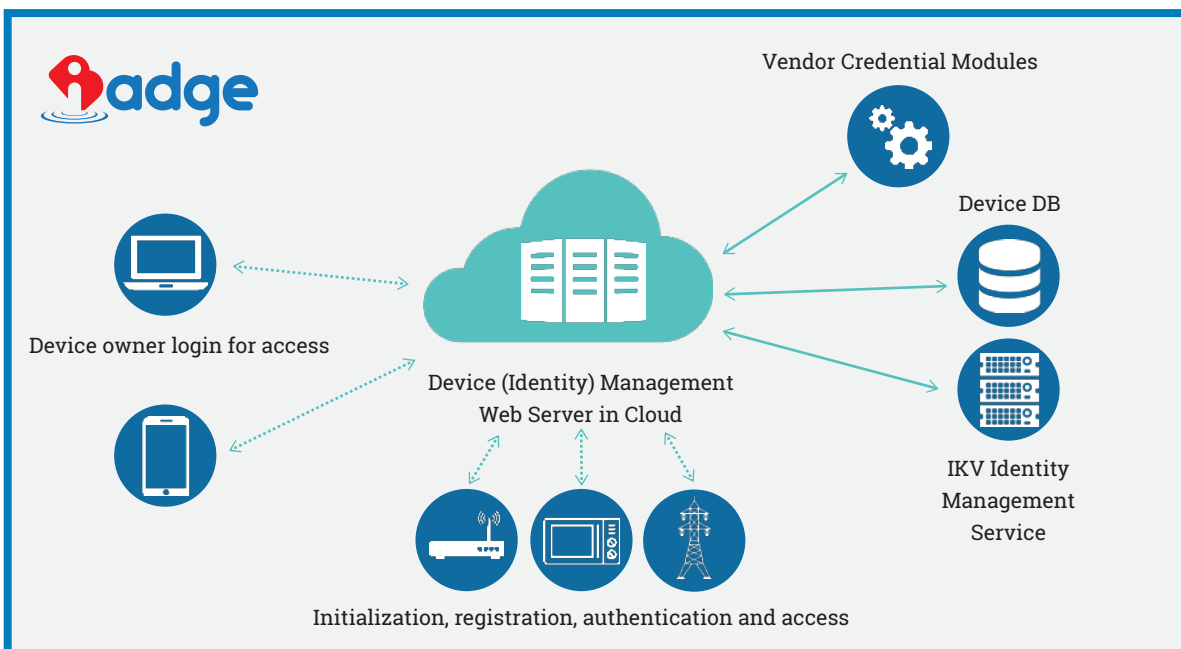 iBadge
Vendor Credential Modules
Device DB
Device owner login for access
Device (Identity) Management
Web Server in Cloud
IKV Identity
Management
Service
Initialization, registration, authentication and access